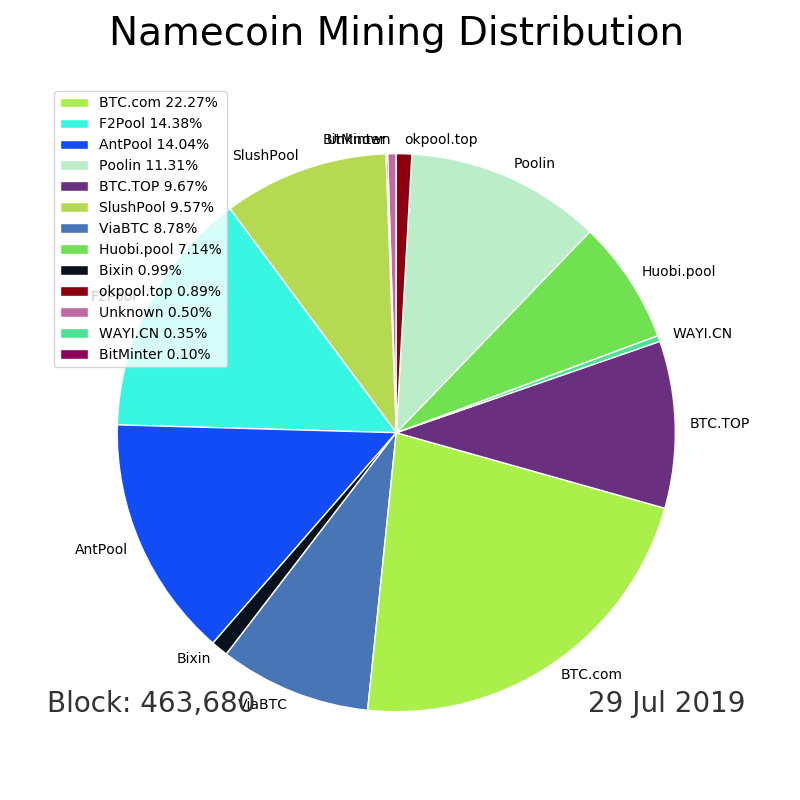 Namecoin Mining Distribution
BTC.com 22.27%
F2Pool 14.38%
AntPool 14.04%
Poolin 11.31%
BTC.TOP 9.67%
SlushPool 9.57%
ViaBTC 8.78%
Huobi.pool 7.14%
Bixin 0.99%
okpool.top 0.89%
Unknown 0.50%
WAYI.CN 0.35%
BitMinter 0.10%
BitMinter
Unknown
okpool.top
SlushPool
Poolin
Huobi.pool
F2Pool
WAYI.CN
BTC.TOP
AntPool
Bixin
BTC.com
ViaBTC
Block: 463,680
29 Jul 2019